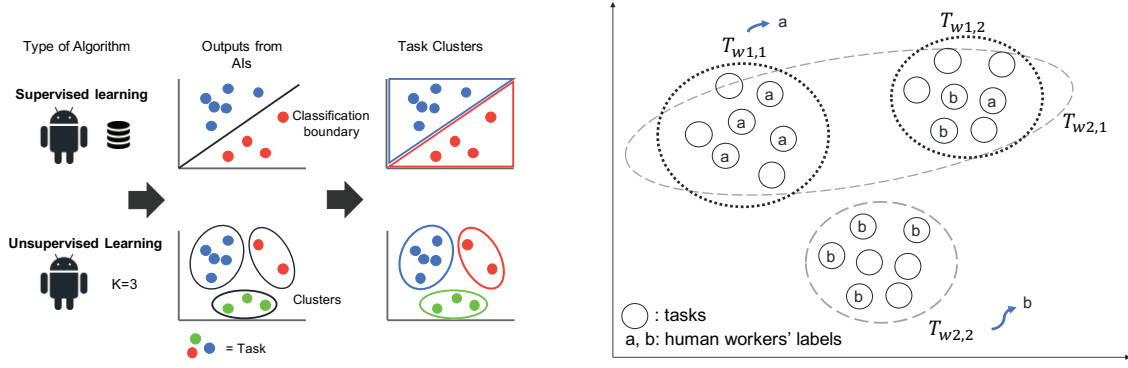 Type of Algorithm
Outputs from
AIs
Task Clusters
Supervised learning
Classification
boundary
Unsupervised Learning
K=3
Clusters
= Task
T_{w1,1}
a
T_{w1,2}
a
a
a
a
b
a
b
T_{w2,1}
b
b
b
b
b
T_{w2,2}
b
: tasks
a, b: human workers' labels